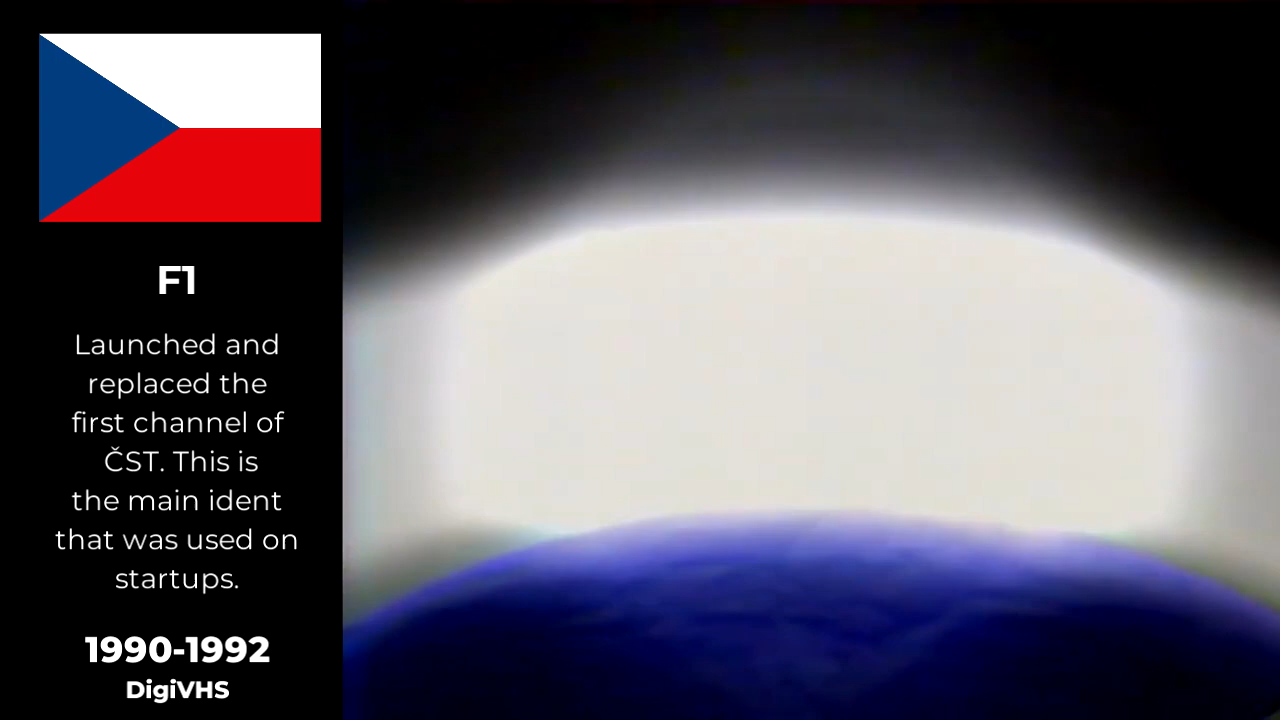 F1
Launched and
replaced the
first channel of
ČST. This is
the main ident
that was used on
startups.
1990-1992
DigiVHS